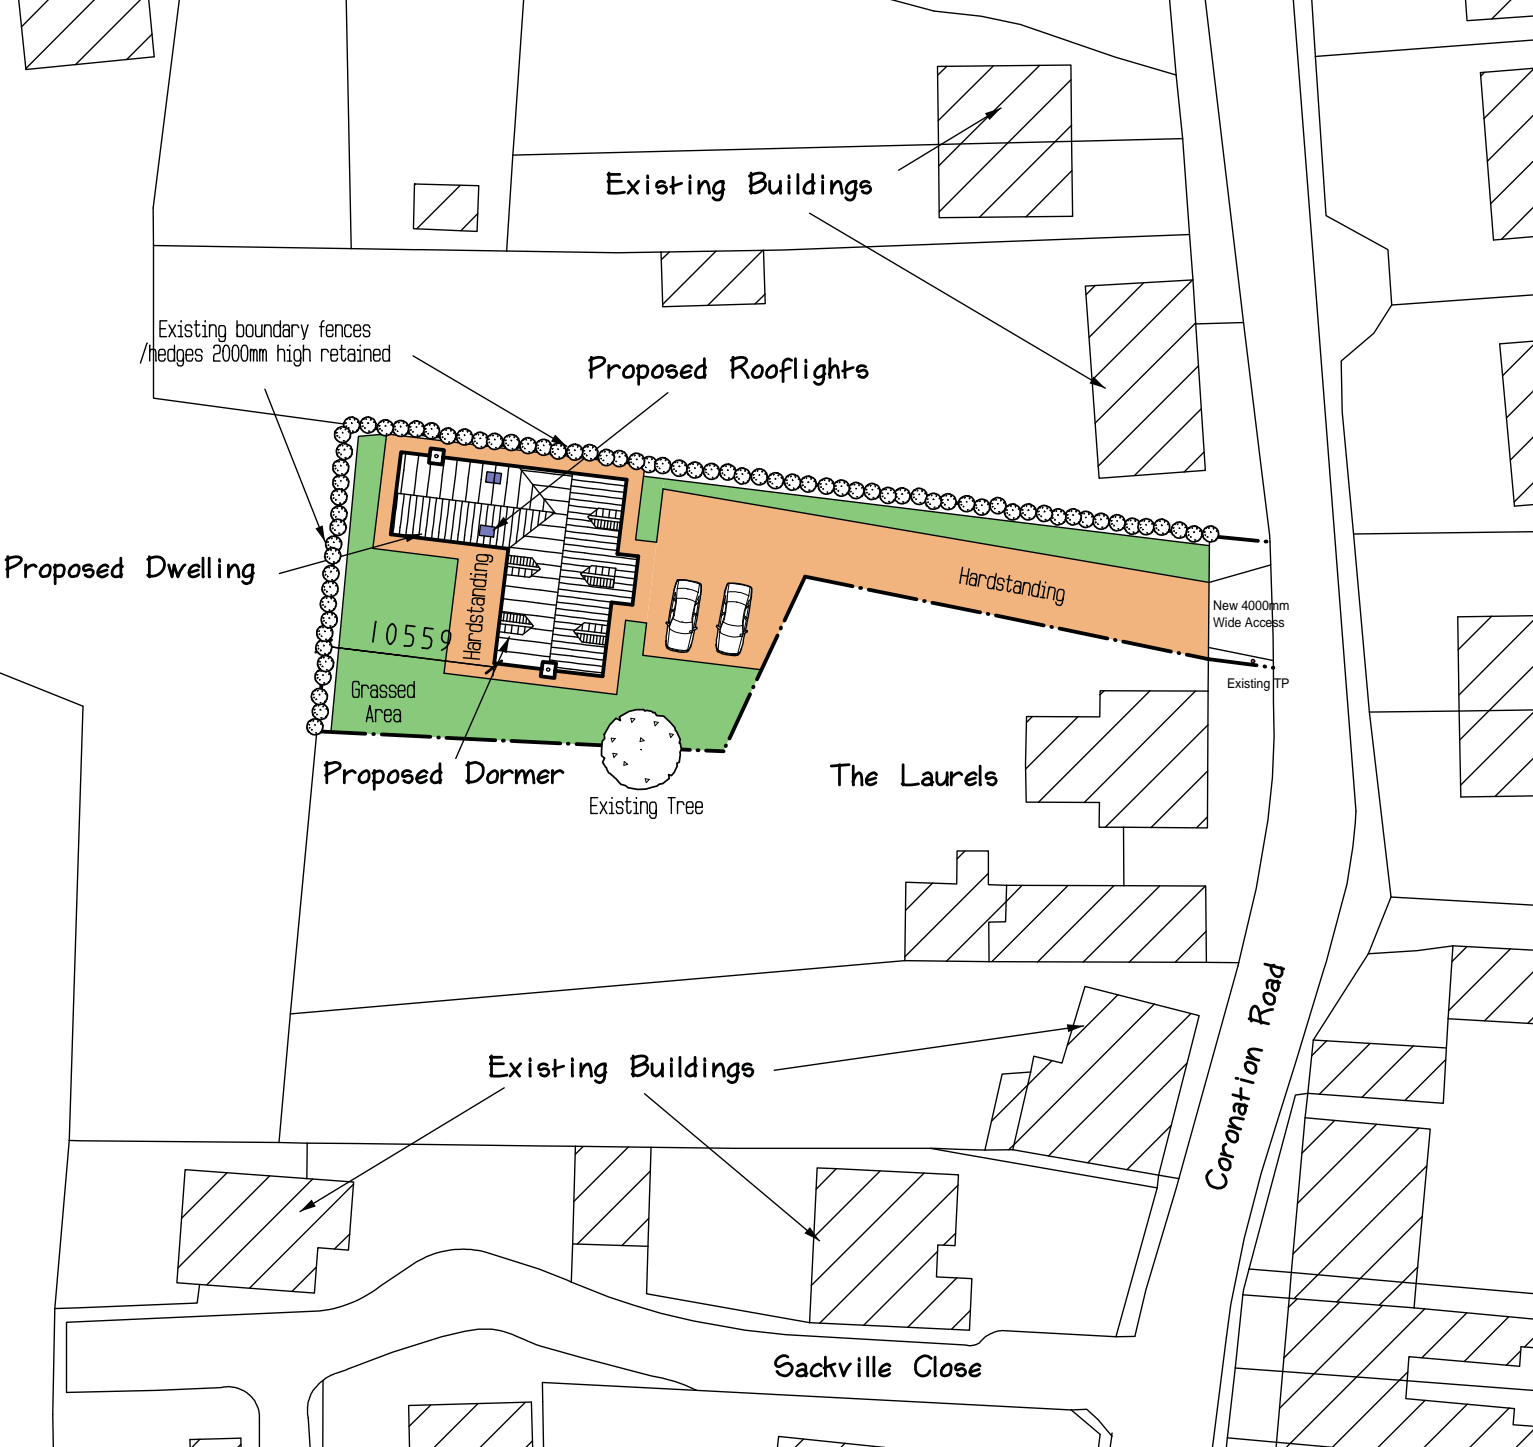 Existing Buildings
Existing boundary fences
/hedges 2000mm high retained
Proposed Rooflights
Proposed Dwelling
Hardstanding
Hardstanding
New 4000mm
Wide Access
10559
Existing TP
Grassed
Area
Proposed Dormer
The Laurels
Existing Tree
Coronation Road
Existing Buildings
Sackville Close